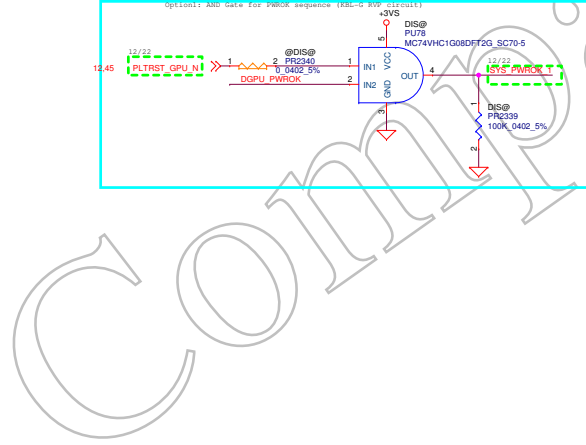 Option1: AND Gate for PWROK sequence (KBL-G RVP circuit)
+3VS
DIS@
PU78
MC74VHC1G08DFT2G_SC70-5
12/22
12,45
PLTRST_GPU_N
1
2
@DIS@
PR2340
0_0402_5%
DGPU_PWROK
1
2
IN1
IN2
5
VCC
GND
3
OUT
4
12/22
SYS_PWROK_1
1
DIS@
PR2339
100K_0402_5%
2
Comp